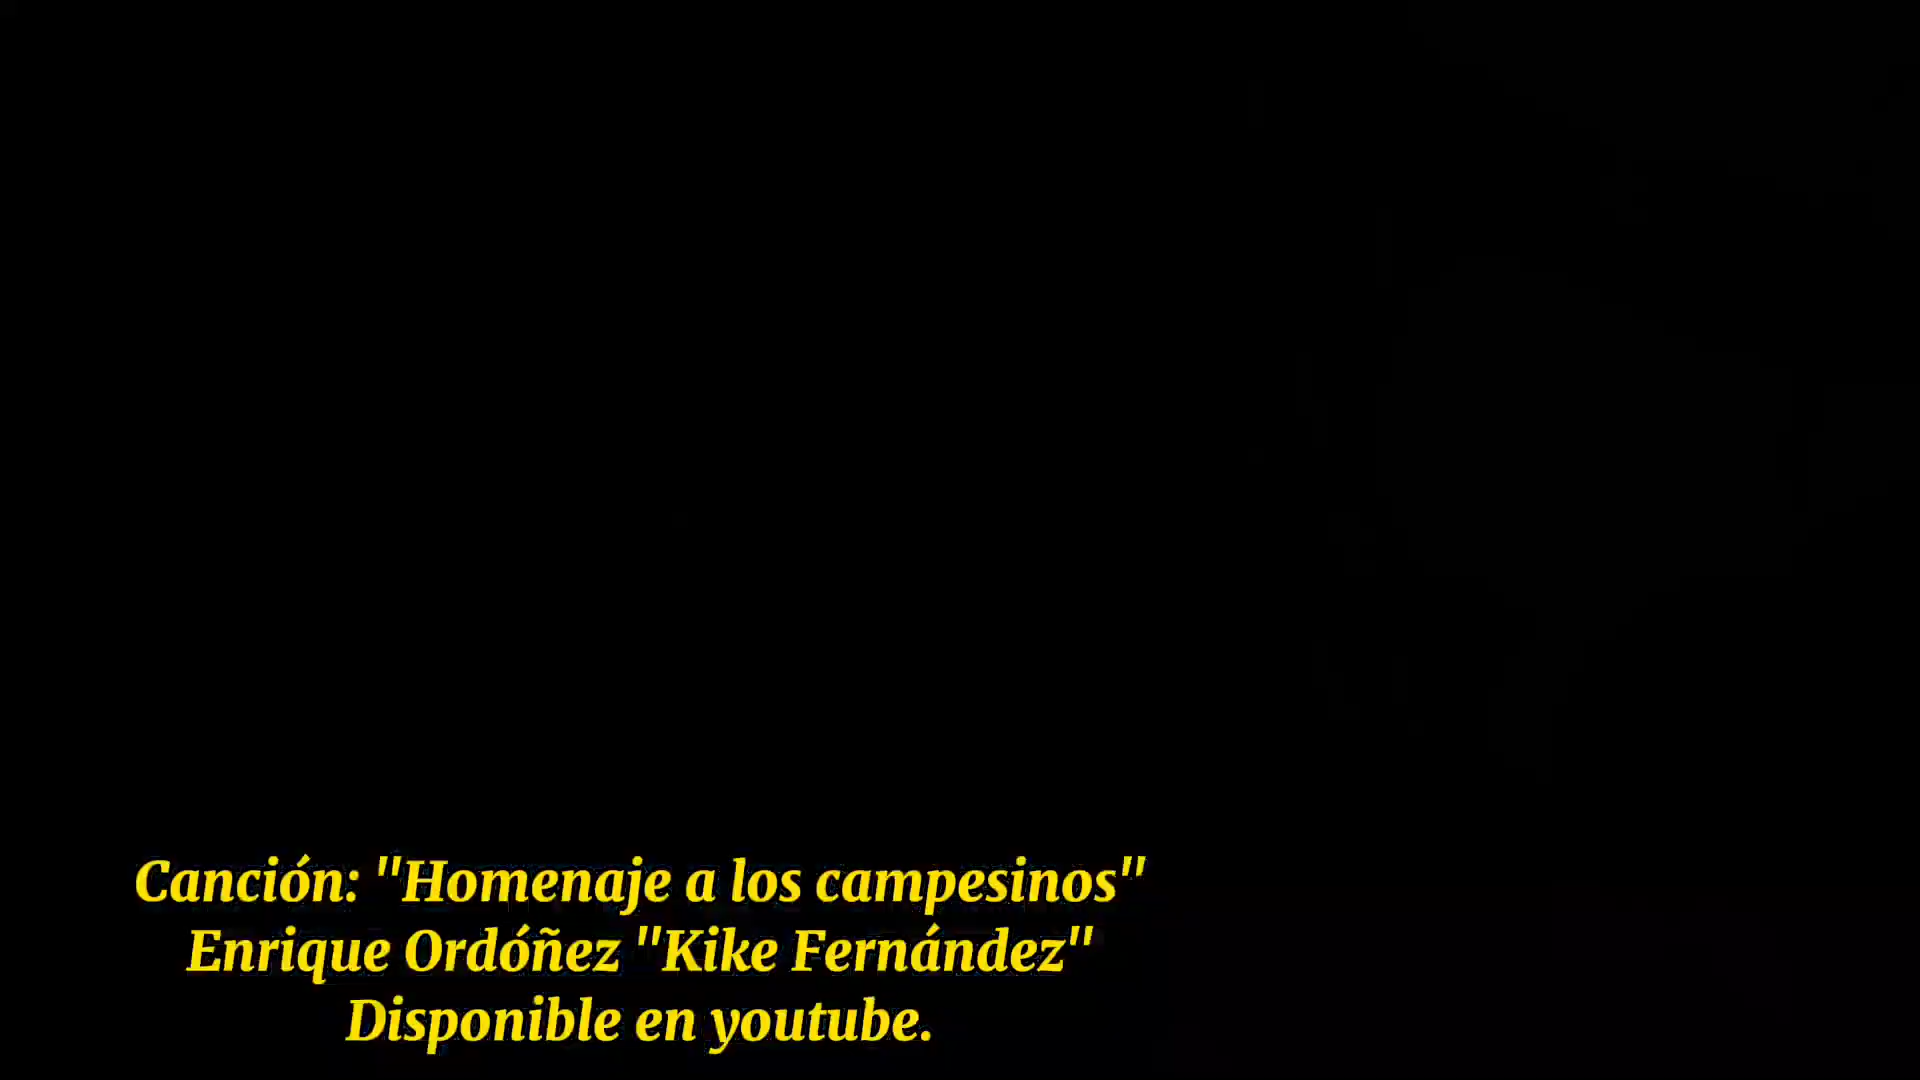 Canción: "Homenaje a los campesinos"
Enrique Ordóñez "Kike Fernández"
Disponible en youtube.